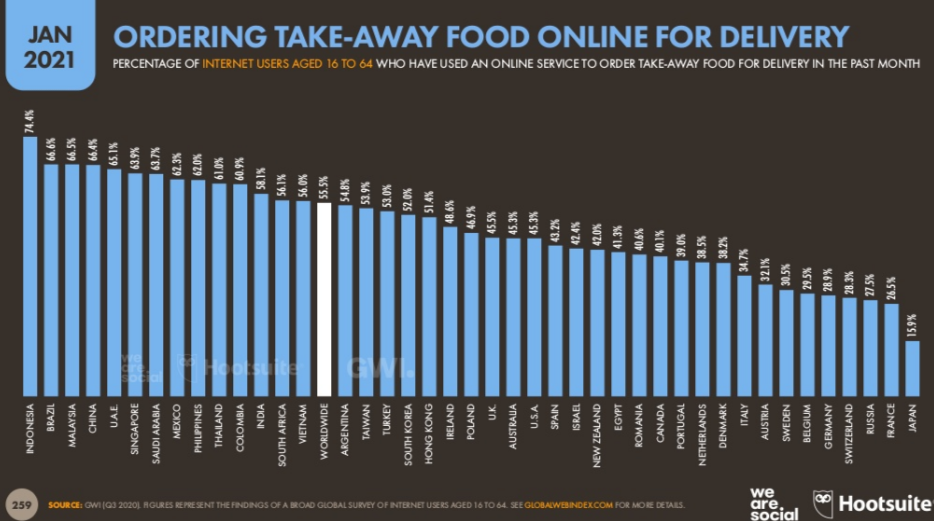 JAN
2021
ORDERING TAKE-AWAY FOOD ONLINE FOR DELIVERY
PERCENTAGE OF INTERNET USERS AGED 16 TO 64 WHO HAVE USED AN ONLINE SERVICE TO ORDER TAKE-AWAY FOOD FOR DELIVERY IN THE PAST MONTH
74.4%
66.6%
66.5%
66.4%
65.1%
63.9%
63.7%
62.3%
62.0%
61.0%
60.9%
58.1%
56.1%
56.0%
55.5%
54.8%
53.9%
53.0%
52.0%
51.4%
48.6%
46.9%
45.5%
45.3%
45.3%
43.2%
42.4%
42.0%
41.3%
40.6%
40.1%
39.0%
38.5%
38.2%
34.7%
32.1%
30.5%
29.5%
28.9%
28.3%
27.5%
26.5%
15.9%
we
are
social
Hootsuite
GWI.
INDONESIA
BRAZIL
MALAYSIA
CHINA
U.A.E.
SINGAPORE
SAUDI ARABIA
MEXICO
PHILIPPINES
THAILAND
COLOMBIA
INDIA
SOUTH AFRICA
VIETNAM
WORLDWIDE
ARGENTINA
TAIWAN
TURKEY
SOUTH KOREA
HONG KONG
IRELAND
POLAND
U.K.
AUSTRALIA
U.S.A.
SPAIN
ISRAEL
NEW ZEALAND
EGYPT
ROMANIA
CANADA
PORTUGAL
NETHERLANDS
DENMARK
ITALY
AUSTRIA
SWEDEN
BELGIUM
GERMANY
SWITZERLAND
RUSSIA
FRANCE
JAPAN
259
SOURCE: GWI (Q3 2020). FIGURES REPRESENT THE FINDINGS OF A BROAD GLOBAL SURVEY OF INTERNET USERS AGED 16 TO 64. SEE GLOBALWEBINDEX.COM FOR MORE DETAILS.
we
are
social
Hootsuite